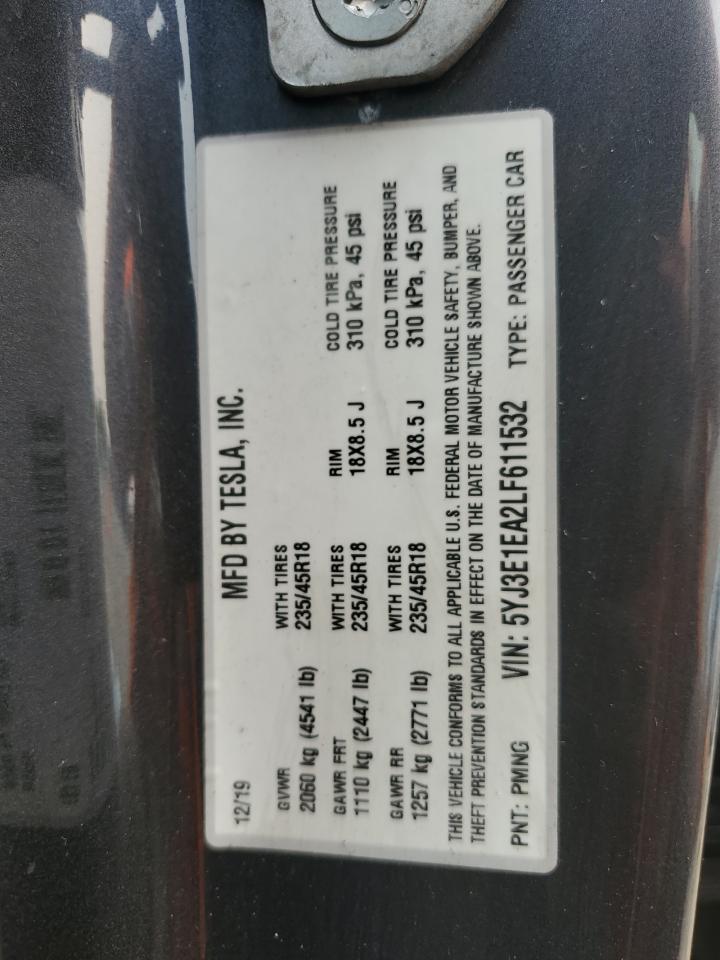 12/19 MFD BY TESLA, INC.
GVWR WITH TIRES
2060 kg (4541 lb) 235/45R18
GAWR FRT WITH TIRES RIM COLD TIRE PRESSURE
1110 kg (2447 lb) 235/45R18 18X8.5 J 310 kPa, 45 psi
GAWR RR WITH TIRES RIM COLD TIRE PRESSURE
1257 kg (2771 lb) 235/45R18 18X8.5 J 310 kPa, 45 psi
THIS VEHICLE CONFORMS TO ALL APPLICABLE U.S. FEDERAL MOTOR VEHICLE SAFETY, BUMPER, AND
THEFT PREVENTION STANDARDS IN EFFECT ON THE DATE OF MANUFACTURE SHOWN ABOVE.
PNT: PMNG VIN: 5YJ3E1EA2LF611532 TYPE: PASSENGER CAR